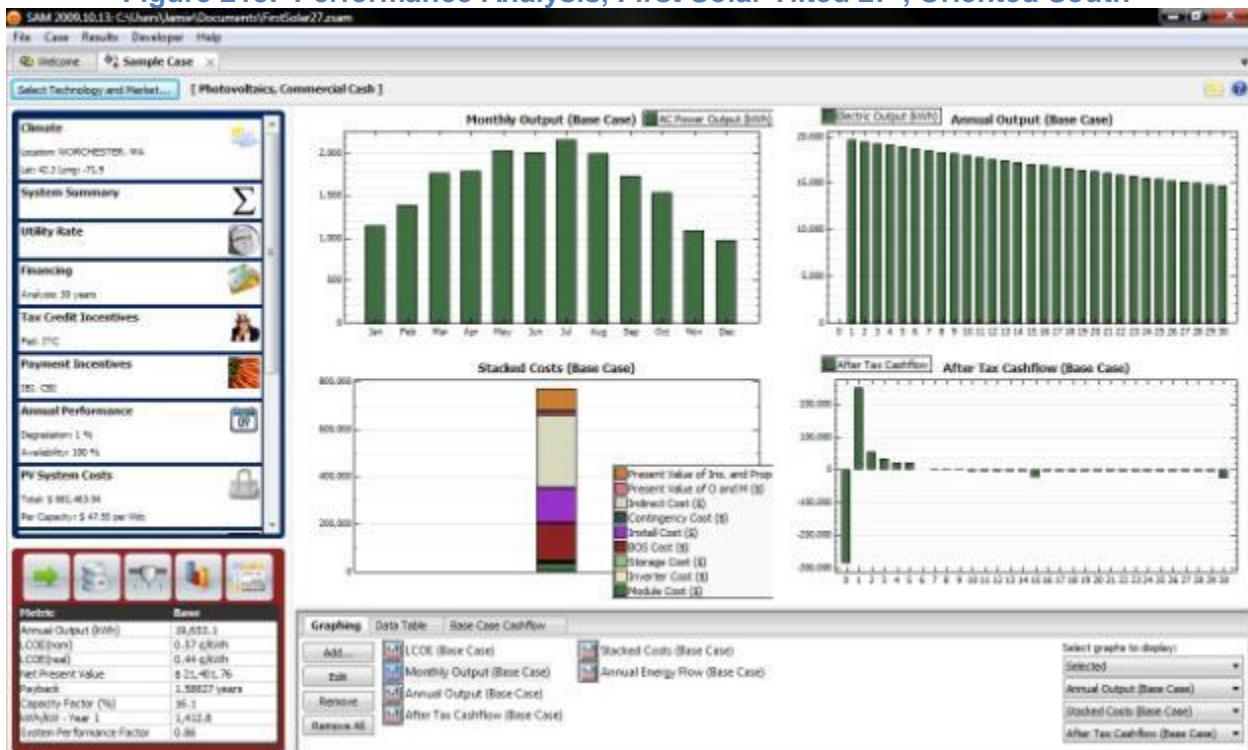 Figure 213: Performance Analysis, First Solar Tilted 27°, Oriented South
SAM 2009.10.13: C:\Users\Jamie\Documents\FirstSolar27.zsam
File Case Results Developer Help
Welcome Sample Case
Select Technology and Market... [ Photovoltaics, Commercial Cash ]
Climate
Location: WORCHESTER, MA
Lat: 42.3 Long: -71.9
System Summary
Utility Rate
Financing
Analysis: 30 years
Tax Credit Incentives
Fed: ITC
Payment Incentives
IBI, CBI
Annual Performance
Degradation: 1 %
Availability: 100 %
PV System Costs
Total:
Per Capacity: $ 47.55 per Wdc
Metric Base
Annual Output (kWh)
LCOE(nom) 0.57 ¢/kWh
LCOE(real) 0.44 ¢/kWh
Net Present Value $ 21,401.76
Payback 1.58827 years
Capacity Factor (%) 16.1
kWh/kW - Year 1 1,412.8
System Performance Factor 0.86
Monthly Output (Base Case) AC Power Output (kWh)
2,000
1,500
1,000
500
0
Jan Feb Mar Apr May Jun Jul Aug Sep Oct Nov Dec
Electric Output (kWh) Annual Output (Base Case)
20,000
15,000
10,000
5,000
0
0 1 2 3 4 5 6 7 8 9 10 11 12 13 14 15 16 17 18 19 20 21 22 23 24 25 26 27 28 29 30
Stacked Costs (Base Case)
800,000
600,000
400,000
200,000
0
Present Value of Ins. and Prop
Present Value of O and M ($)
Indirect Cost ($)
Contingency Cost ($)
Install Cost ($)
BOS Cost ($)
Storage Cost ($)
Inverter Cost ($)
Module Cost ($)
After Tax Cashflow After Tax Cashflow (Base Case)
200,000
100,000
0
-100,000
-200,000
-300,000
0 1 2 3 4 5 6 7 8 9 10 11 12 13 14 15 16 17 18 19 20 21 22 23 24 25 26 27 28 29 30
Graphing Data Table Base Case Cashflow
Add...
Edit
Remove
Remove All
LCOE (Base Case)
Monthly Output (Base Case)
Annual Output (Base Case)
After Tax Cashflow (Base Case)
Stacked Costs (Base Case)
Annual Energy Flow (Base Case)
Select graphs to display:
Selected
Annual Output (Base Case)
Stacked Costs (Base Case)
After Tax Cashflow (Base Case)